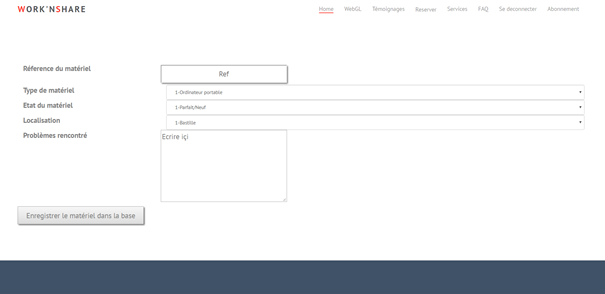 WORK'NSHARE
Home WebGL Témoignages Reserver Services FAQ Se deconnecter Abonnement
Réference du matériel Ref
Type de matériel 1-Ordinateur portable
Etat du matériel 1-Parfait/Neuf
Localisation 1-Bastille
Problèmes rencontré Ecrire içi
Enregistrer le matériel dans la base